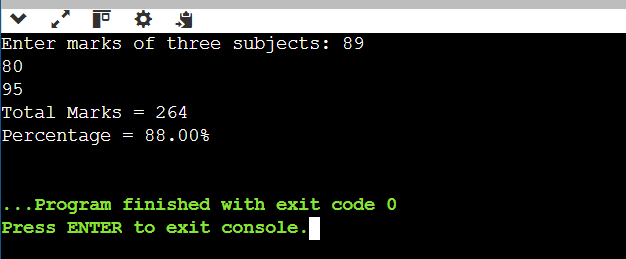 Enter marks of three subjects: 89
80
95
Total Marks = 264
Percentage = 88.00%
...Program finished with exit code 0
Press ENTER to exit console.